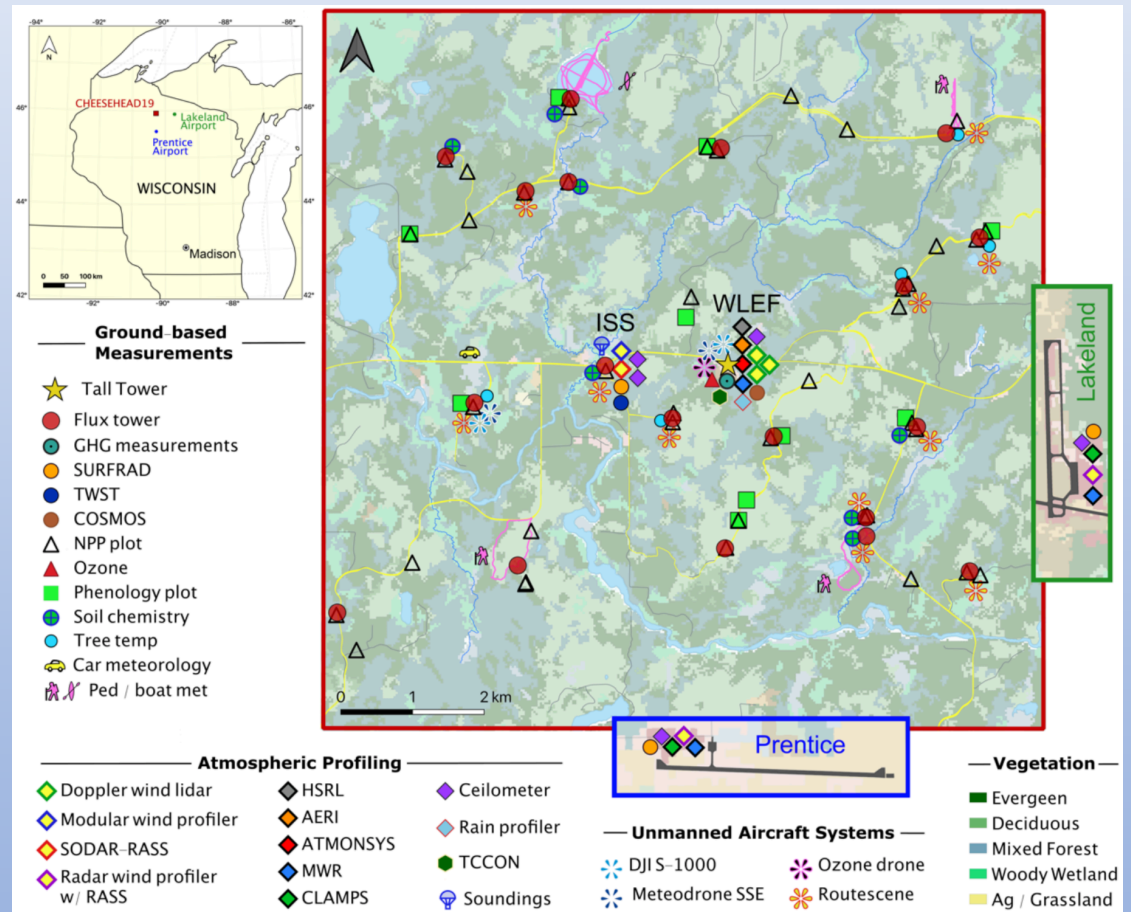 -94°
-92°
-90°
-88°
-86°
N
46°
46°
CHEESEHEAD19
Lakeland
Airport
Prentice
Airport
WISCONSIN
44°
44°
Madison
0 50 100 km
42°
42°
-92°
-90°
-88°
Ground-based
Measurements
Tall Tower
Flux tower
GHG measurements
SURFRAD
TWST
COSMOS
NPP plot
Ozone
Phenology plot
Soil chemistry
Tree temp
Car meteorology
Ped / boat met
ISS
WLEF
0 1 2 km
Lakeland
Prentice
Atmospheric Profiling
Doppler wind lidar
Modular wind profiler
SODAR-RASS
Radar wind profiler
w/ RASS
HSRL
AERI
ATMONSYS
MWR
CLAMPS
Ceilometer
Rain profiler
TCCON
Soundings
Unmanned Aircraft Systems
DJI S-1000
Meteodrone SSE
Ozone drone
Routescene
Vegetation
Evergeen
Deciduous
Mixed Forest
Woody Wetland
Ag / Grassland